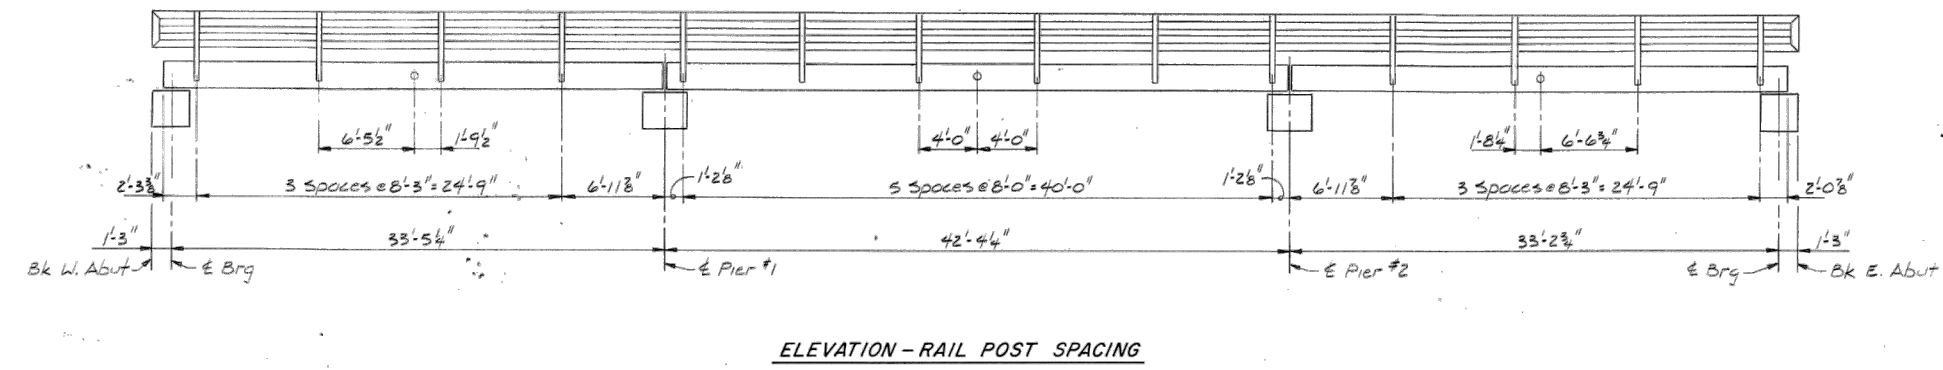 6'-5½" 1'-9½" 4'-0" 4'-0" 1'-8¼" 6'-6¾"
2'-3⅜" 3 Spaces @ 8'-3" = 24'-9" 6'-11⅞" 1'-2⅛" 5 Spaces @ 8'-0" = 40'-0" 1'-2⅛" 6'-11⅞" 3 Spaces @ 8'-3" = 24'-9" 2'-0⅞"
1'-3" 33'-5¼" 42'-4¼" 33'-2¾" 1'-3"
Bk W. Abut ℄ Brg ℄ Pier #1 ℄ Pier #2 ℄ Brg Bk E. Abut
ELEVATION - RAIL POST SPACING